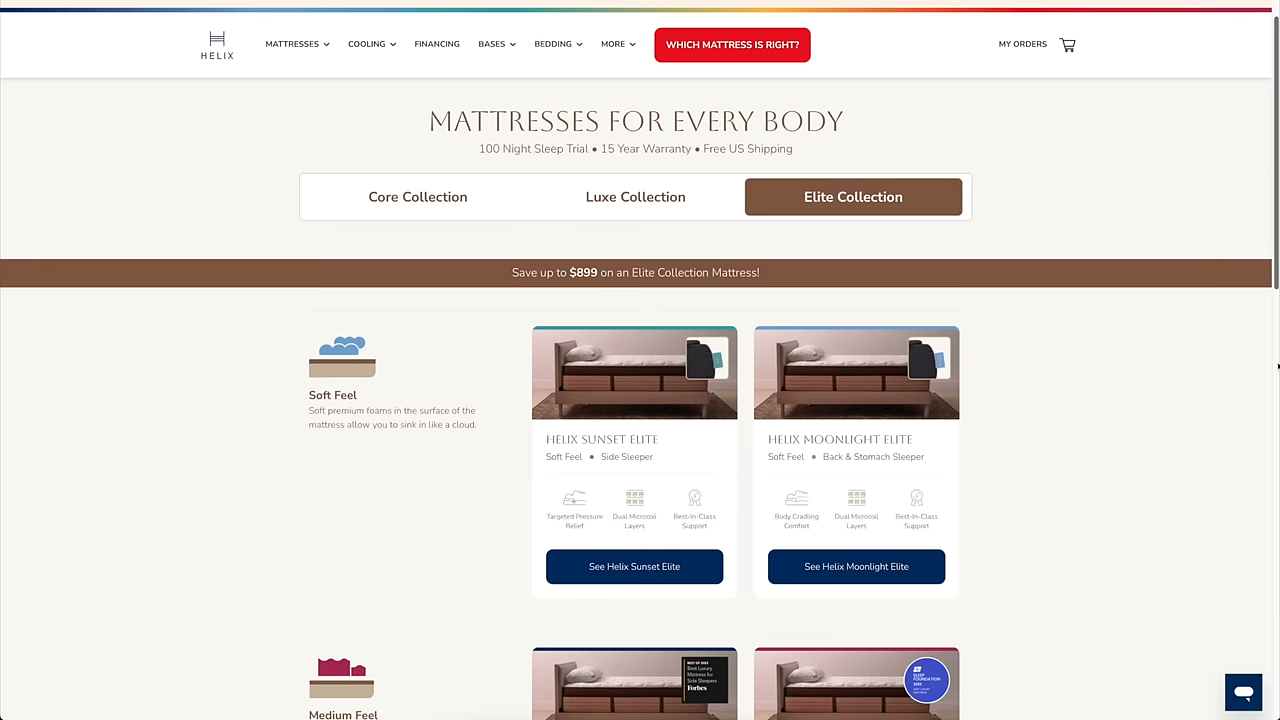 HELIX
MATTRESSES
COOLING
FINANCING
BASES
BEDDING
MORE
WHICH MATTRESS IS RIGHT?
MY ORDERS
MATTRESSES FOR EVERY BODY
100 Night Sleep Trial • 15 Year Warranty • Free US Shipping
Core Collection
Luxe Collection
Elite Collection
Save up to $899 on an Elite Collection Mattress!
Soft Feel
Soft premium foams in the surface of the
mattress allow you to sink in like a cloud.
HELIX SUNSET ELITE
Soft Feel • Side Sleeper
Targeted Pressure
Relief
Dual Microcoil
Layers
Best-In-Class
Support
See Helix Sunset Elite
HELIX MOONLIGHT ELITE
Soft Feel • Back & Stomach Sleeper
Body Cradling
Comfort
Dual Microcoil
Layers
Best-In-Class
Support
See Helix Moonlight Elite
Medium Feel
BEST OF 2023
Best Luxury
Mattress for
Side Sleepers
Forbes
SLEEP
FOUNDATION